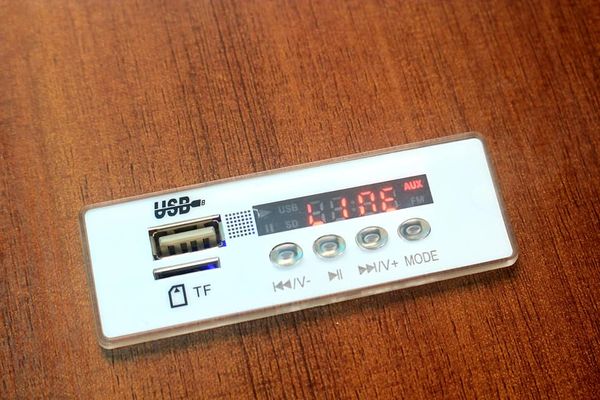 USB
USB
SD
LINE
AUX
FM
TF
V-
V+
MODE